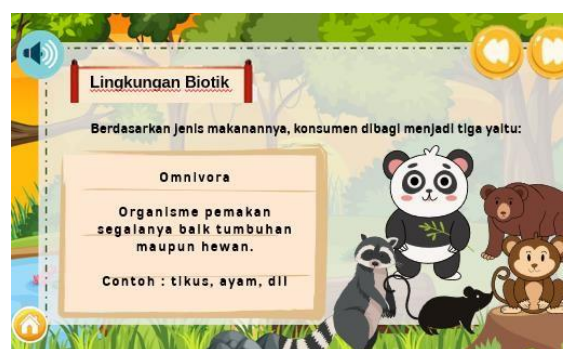 Lingkungan Biotik
Berdasarkan jenis makanannya, konsumen dibagi menjadi tiga yaitu:
Omnivora
Organisme pemakan
segalanya baik tumbuhan
maupun hewan.
Contoh : tikus, ayam, dll